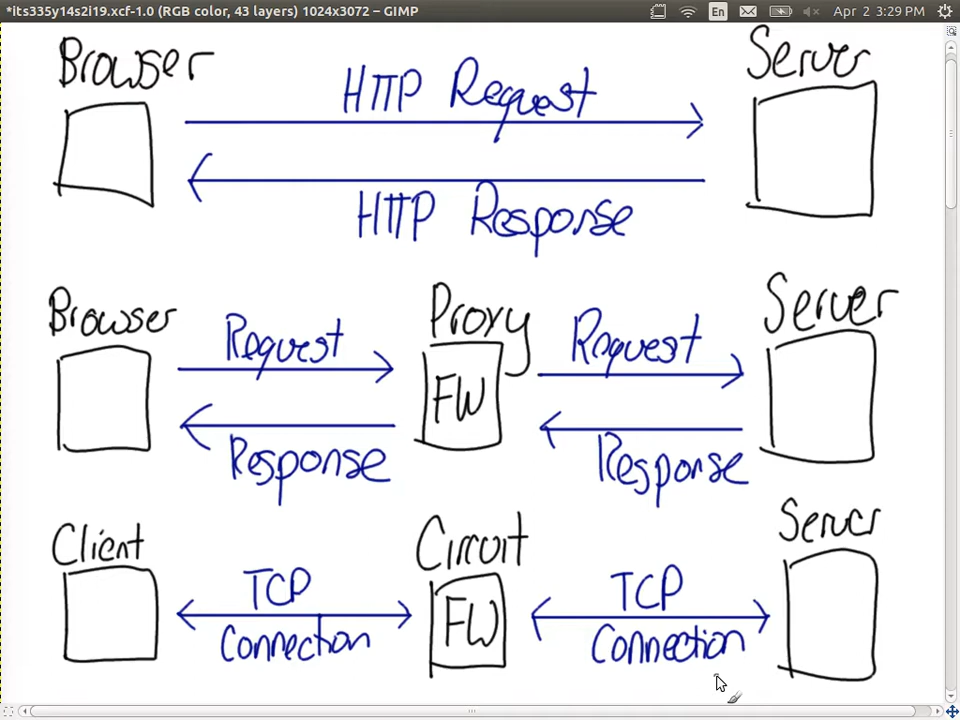 *its335y14s2i19.xcf-1.0 (RGB color, 43 layers) 1024x3072 – GIMP
En
Apr 2 3:29 PM
Browser
Server
HTTP Request
HTTP Response
Browser
Proxy
Server
Request
Request
FW
Response
Response
Client
Circuit
Server
TCP
Connection
FW
TCP
Connection